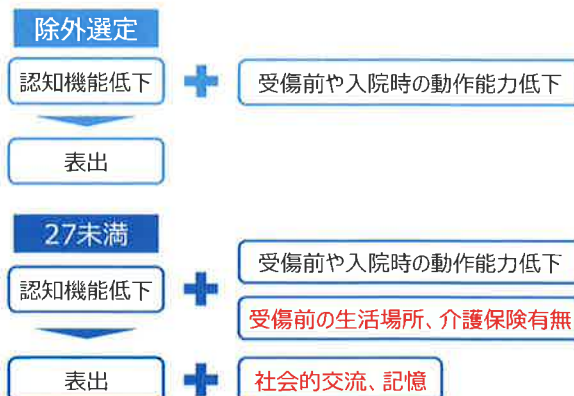 除外選定
認知機能低下
受傷前や入院時の動作能力低下
表出
27未満
認知機能低下
受傷前や入院時の動作能力低下
受傷前の生活場所、介護保険有無
表出
社会的交流、記憶